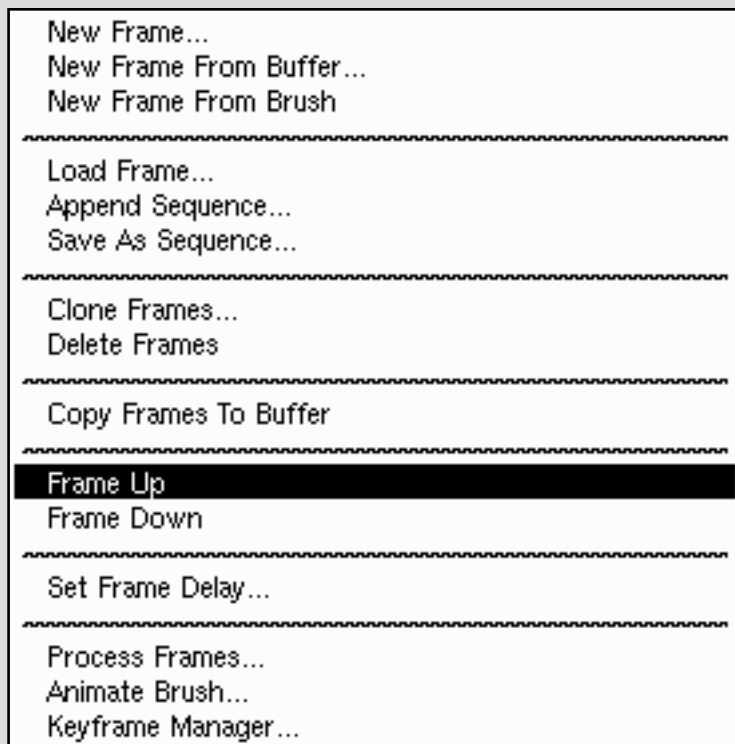 New Frame...
New Frame From Buffer...
New Frame From Brush
Load Frame...
Append Sequence...
Save As Sequence...
Clone Frames...
Delete Frames
Copy Frames To Buffer
Frame Up
Frame Down
Set Frame Delay...
Process Frames...
Animate Brush...
Keyframe Manager...